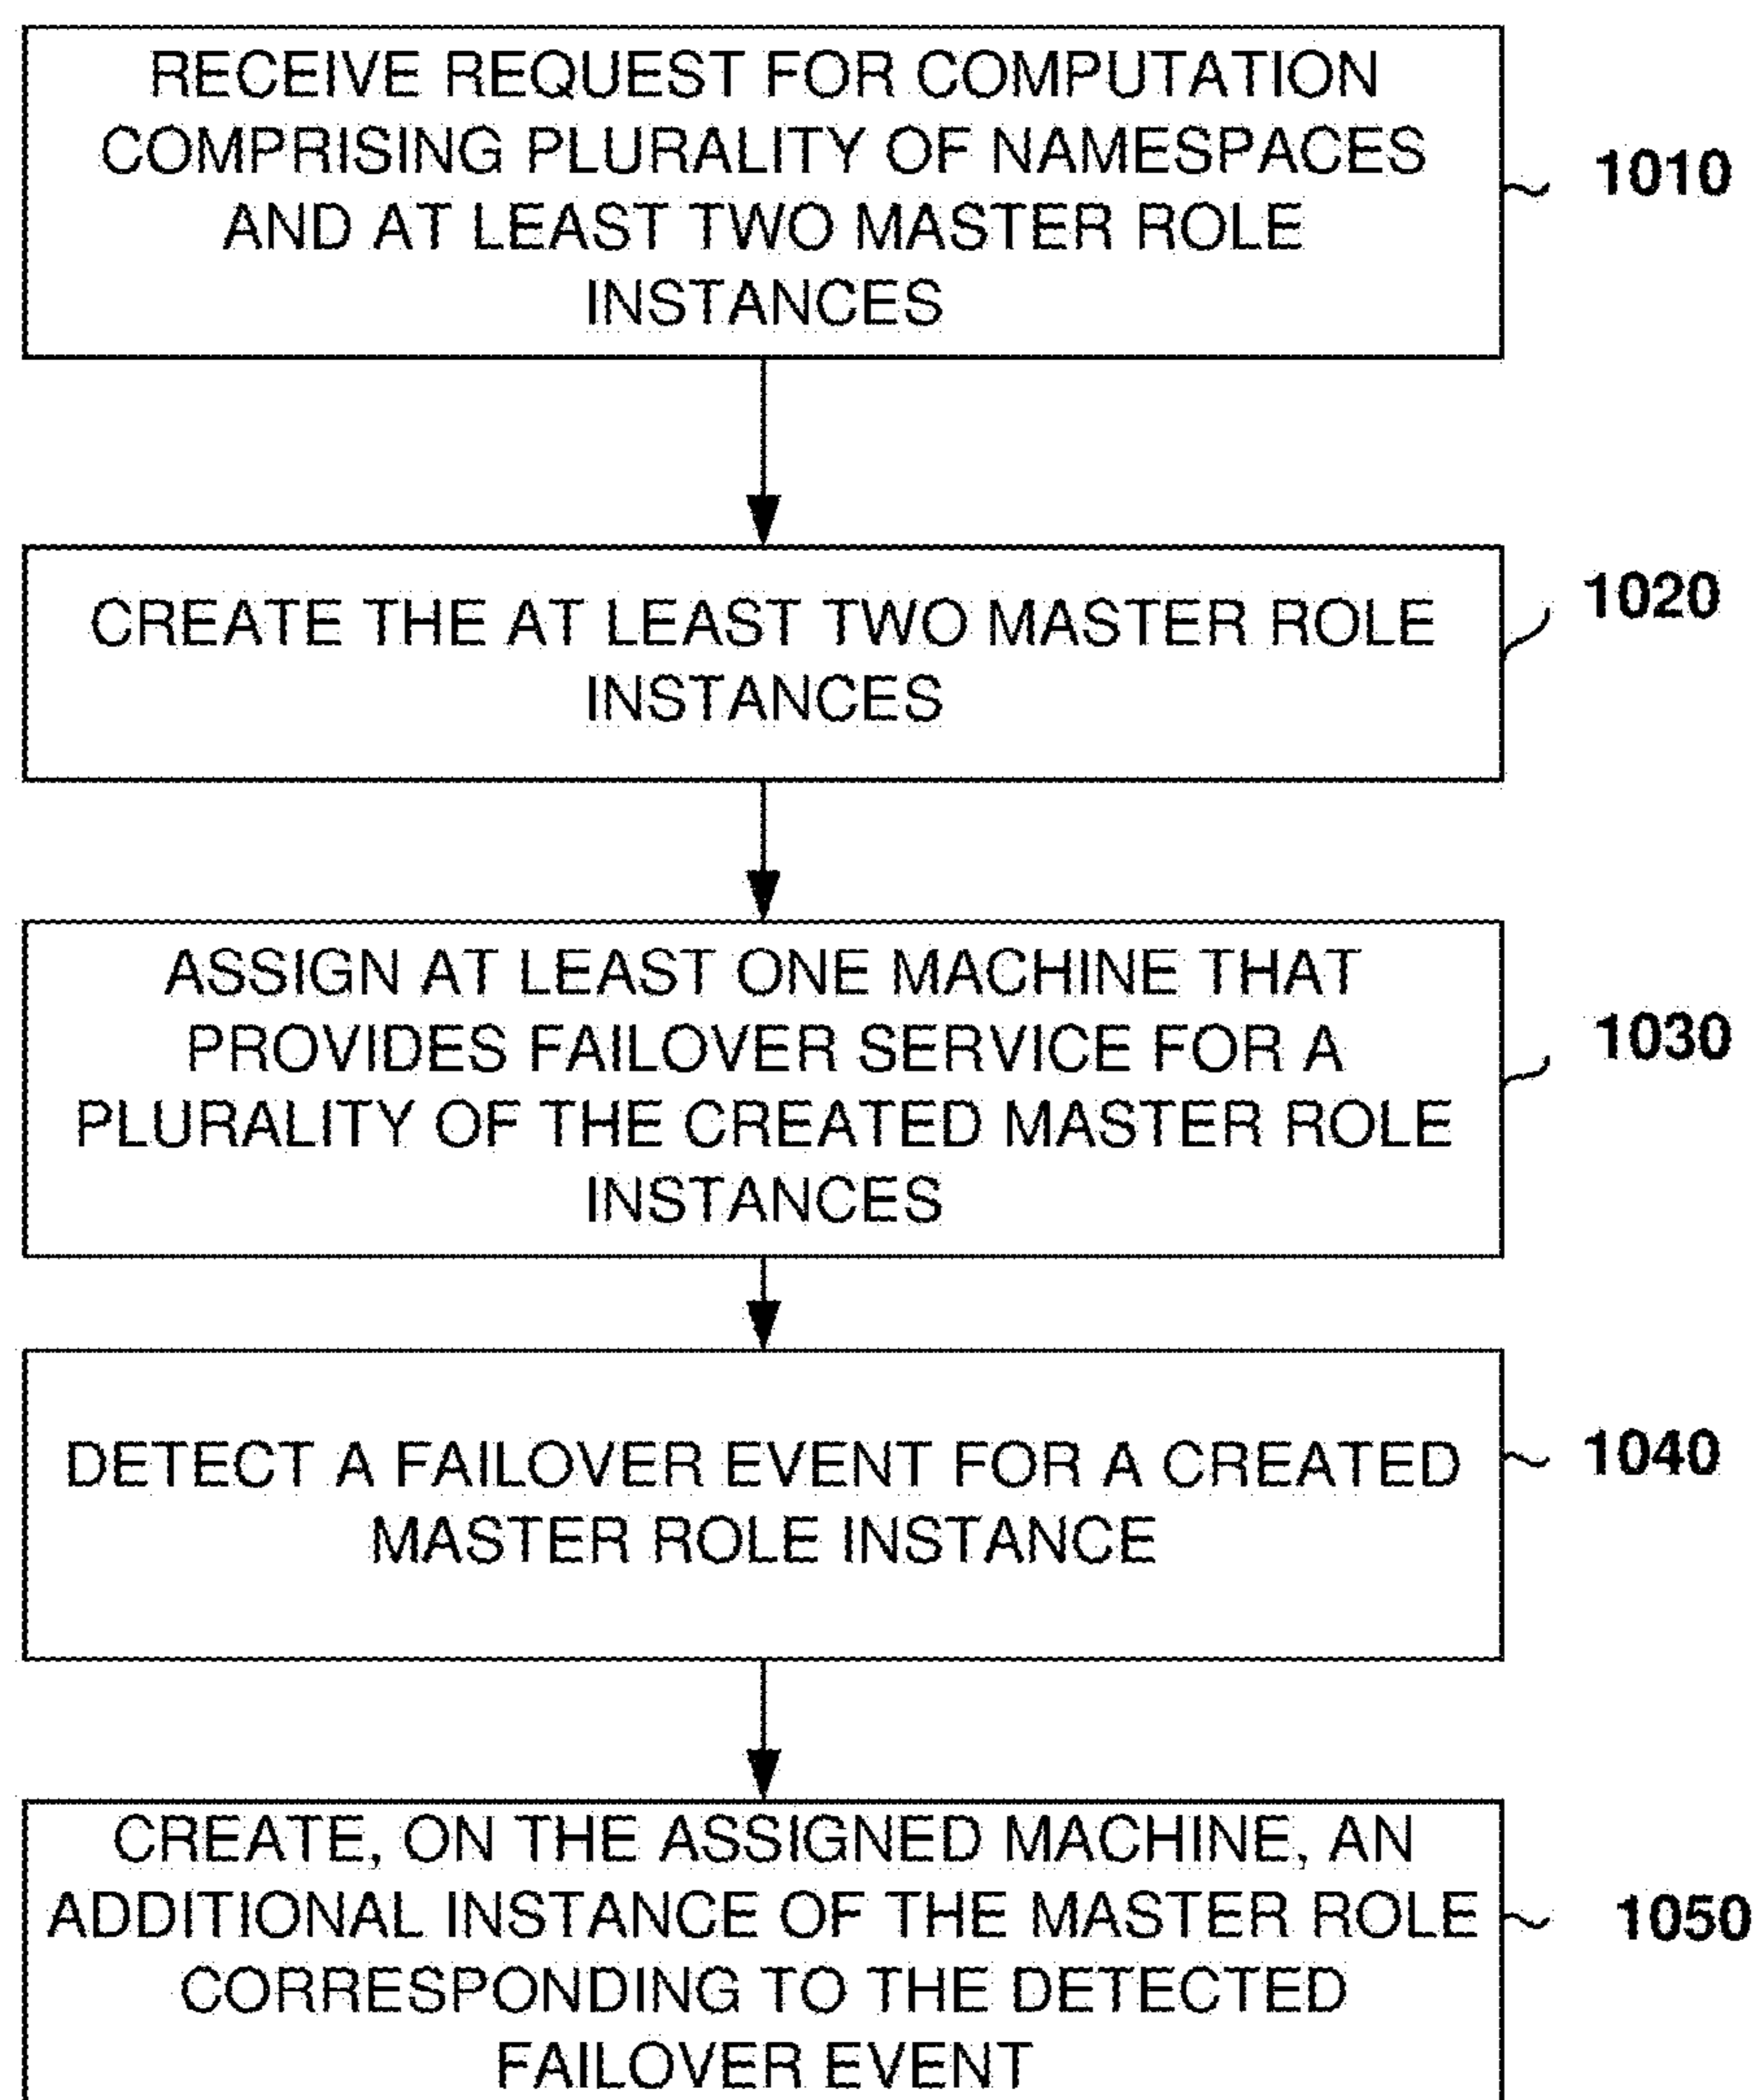 RECEIVE REQUEST FOR COMPUTATION
COMPRISING PLURALITY OF NAMESPACES
AND AT LEAST TWO MASTER ROLE
INSTANCES
1010
CREATE THE AT LEAST TWO MASTER ROLE
INSTANCES
1020
ASSIGN AT LEAST ONE MACHINE THAT
PROVIDES FAILOVER SERVICE FOR A
PLURALITY OF THE CREATED MASTER ROLE
INSTANCES
1030
DETECT A FAILOVER EVENT FOR A CREATED
MASTER ROLE INSTANCE
1040
CREATE, ON THE ASSIGNED MACHINE, AN
ADDITIONAL INSTANCE OF THE MASTER ROLE
CORRESPONDING TO THE DETECTED
FAILOVER EVENT
1050